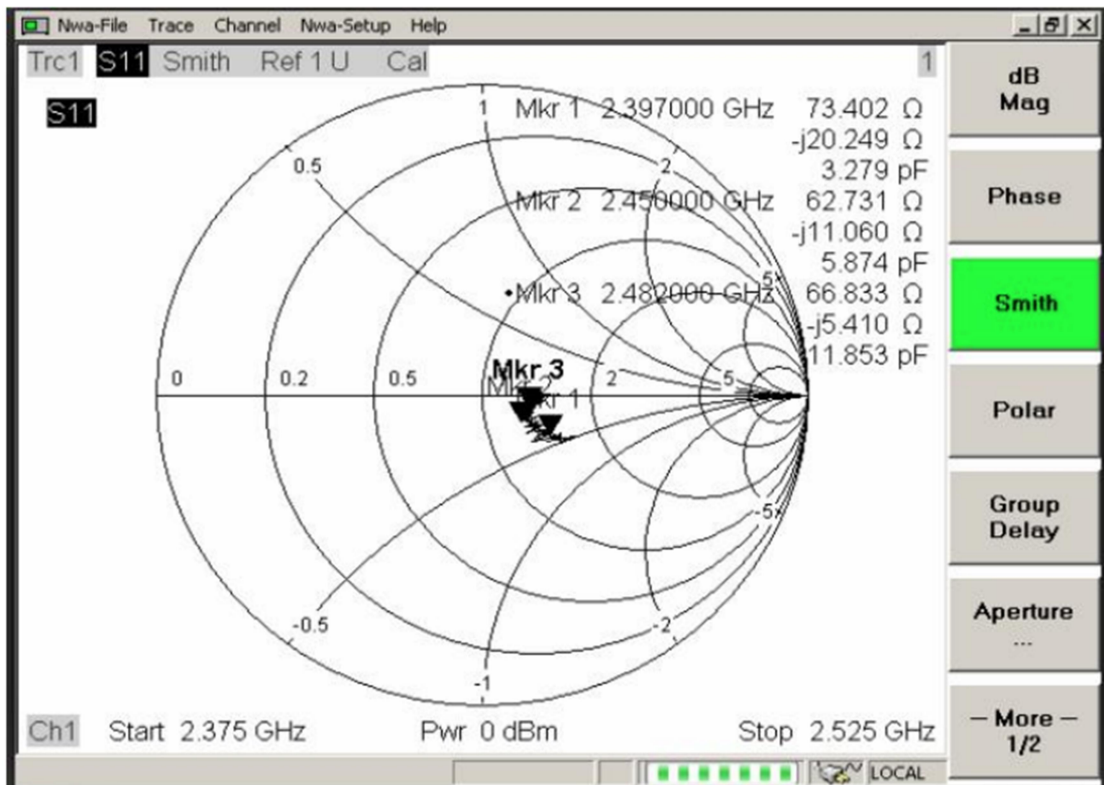 Nwa-File Trace Channel Nwa-Setup Help
Trc1 S11 Smith Ref 1 U Cal 1
S11
Mkr 1 2.397000 GHz 73.402 Ω
-j20.249 Ω
3.279 pF
Mkr 2 2.450000 GHz 62.731 Ω
-j11.060 Ω
5.874 pF
Mkr 3 2.482000 GHz 66.833 Ω
-j5.410 Ω
11.853 pF
1
0.5
2
5
0 0.2 0.5 2 5
Mkr 3
Mkr 2
Mkr 1
-5
-0.5
-2
-1
Ch1 Start 2.375 GHz Pwr 0 dBm Stop 2.525 GHz
LOCAL
dB
Mag
Phase
Smith
Polar
Group
Delay
Aperture
...
– More –
1/2